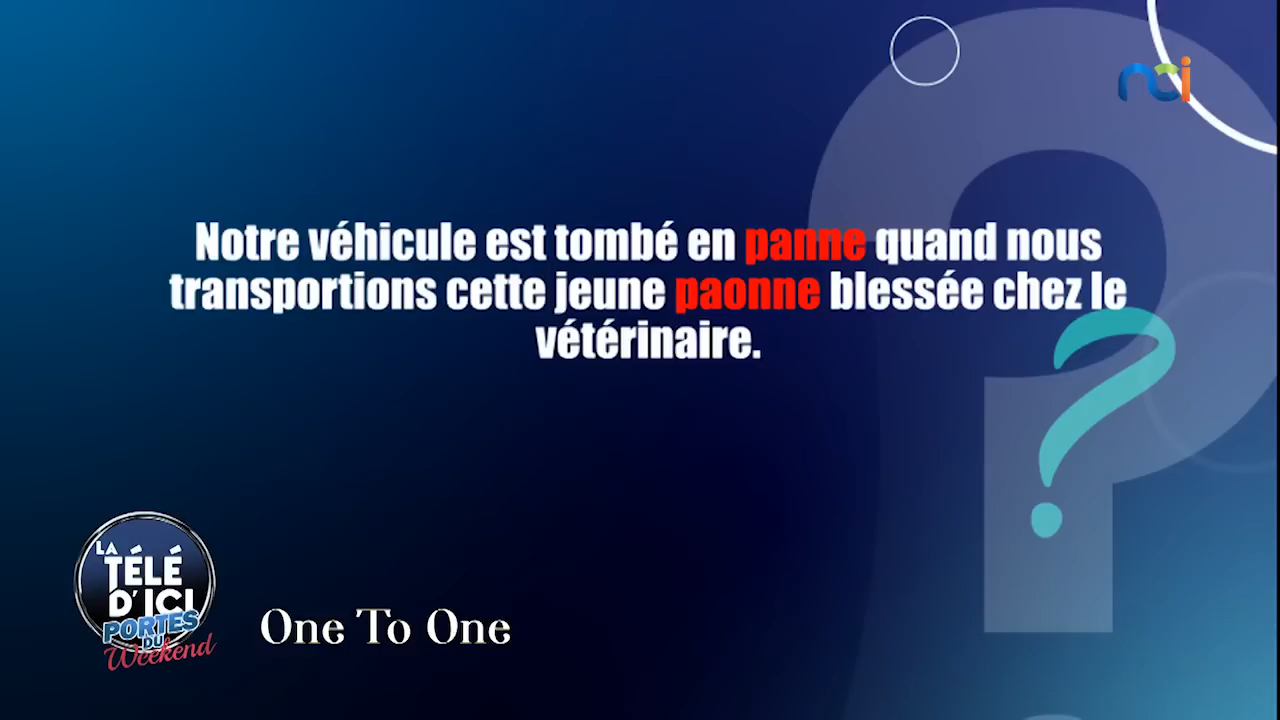 nci
Notre véhicule est tombé en panne quand nous
transportions cette jeune paonne blessée chez le
vétérinaire.
?
LA
TÉLÉ
D'ICI
PORTES
DU
Weekend
One To One